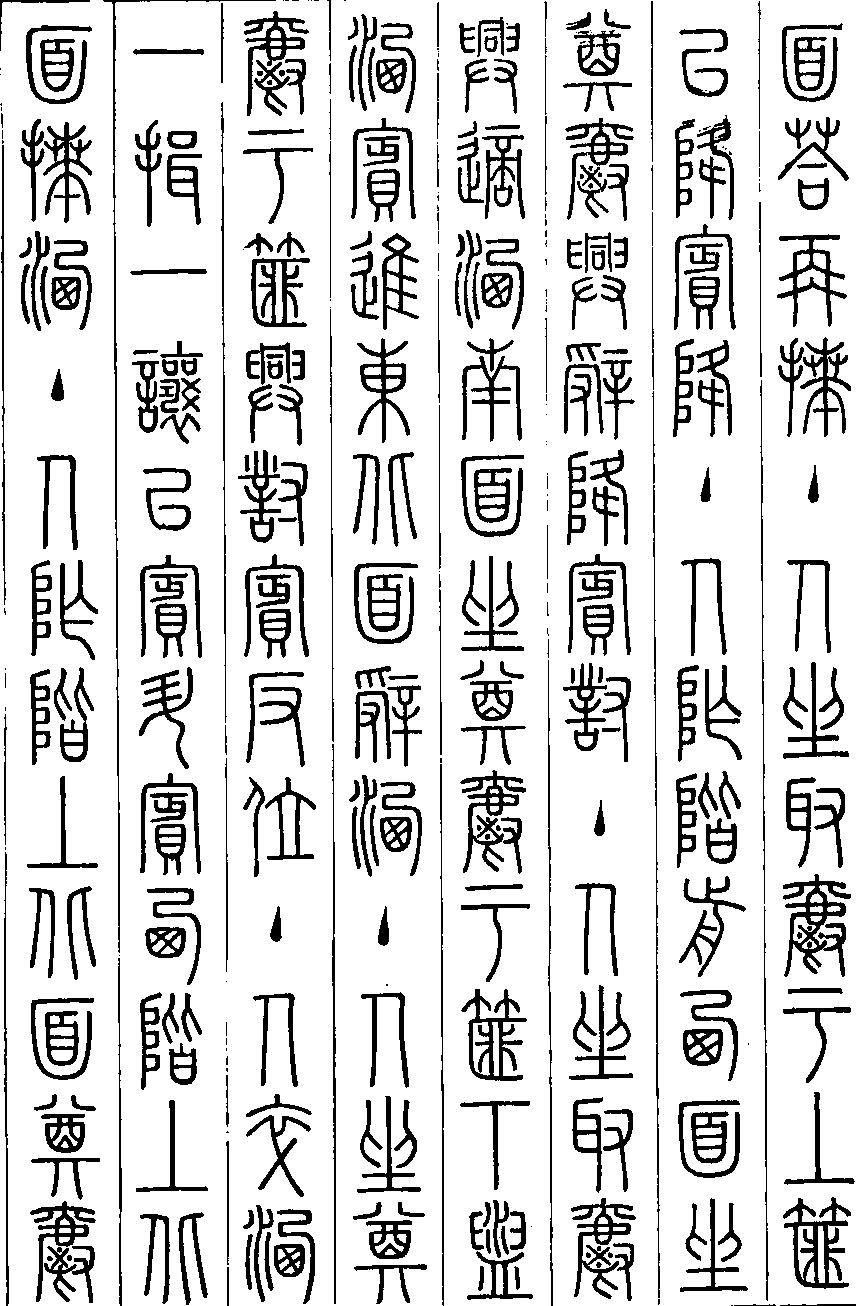 面荅再拜主人坐取爵于上篚
以降賓降主人阼階前西面坐
奠爵興辭降賓對主人坐取爵
興適洗南面坐奠爵于篚下盥
洗賓進東北面辭洗主人坐奠
爵于篚興對賓反位主人卒洗
一揖一讓以賓升賓西階上北
面拜洗主人阼階上北面奠爵